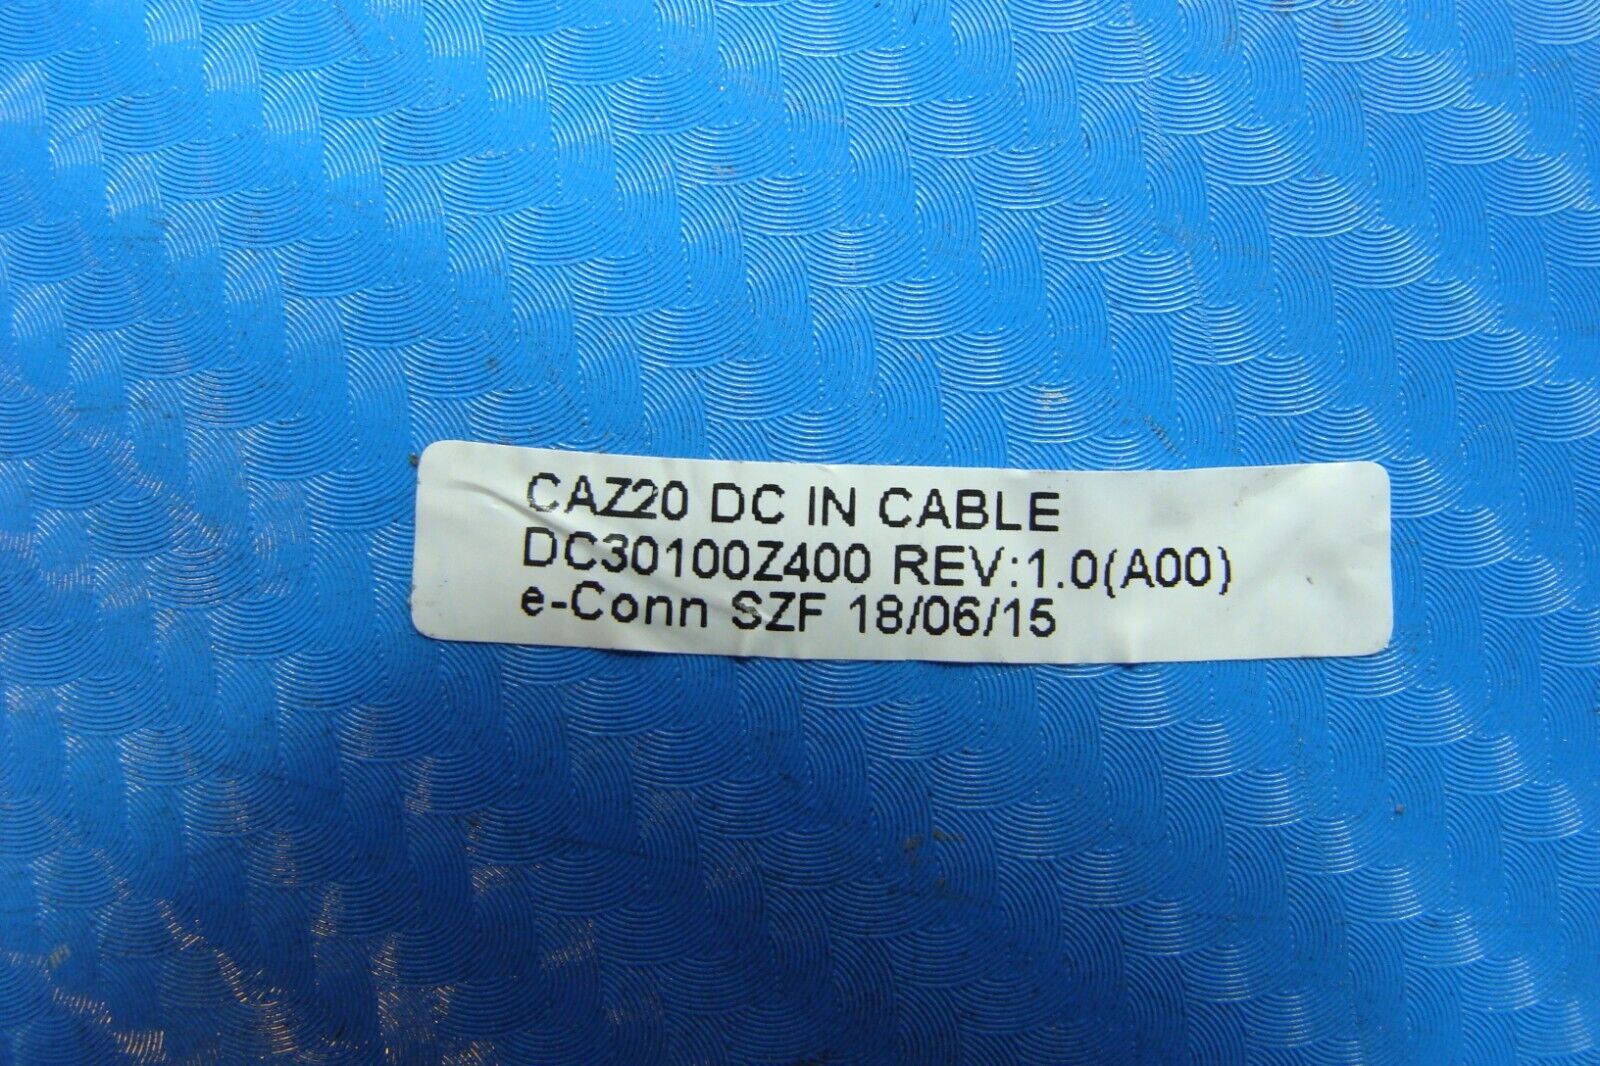 CAZ20 DC IN CABLE
DC30100Z400 REV:1.0(A00)
e-Conn SZF 18/06/15